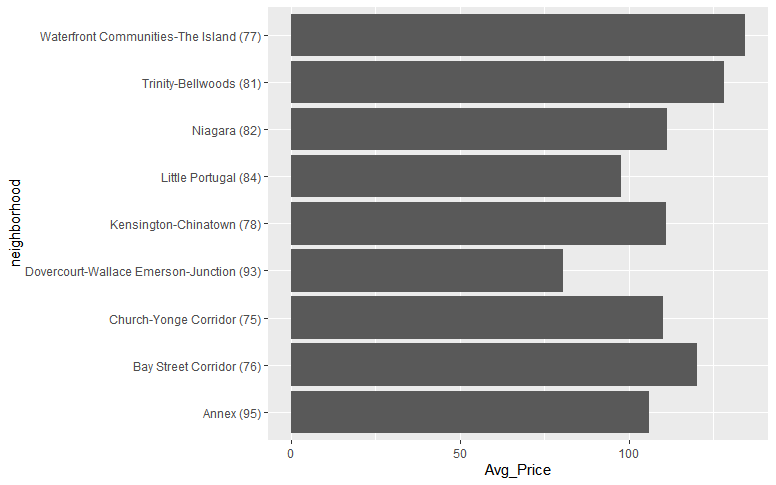 Waterfront Communities-The Island (77)
Trinity-Bellwoods (81)
Niagara (82)
Little Portugal (84)
Kensington-Chinatown (78)
Dovercourt-Wallace Emerson-Junction (93)
Church-Yonge Corridor (75)
Bay Street Corridor (76)
Annex (95)
neighborhood
0 50 100
Avg_Price